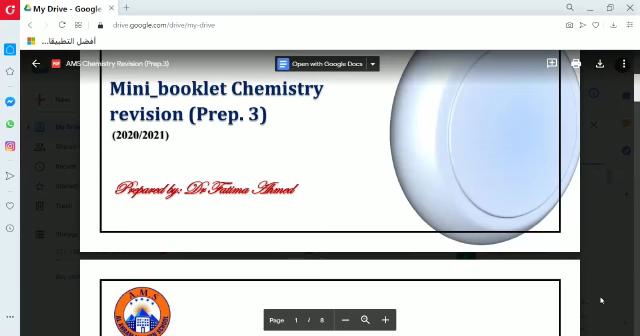 My Drive - Google
drive.google.com/drive/my-drive
أفضل التطبيقا...
AMS Chemistry Revision (Prep.3)
Open with Google Docs
Mini_booklet Chemistry
revision (Prep. 3)
(2020/2021)
Prepared by: Dr Fatima Ahmed
A.M.S
Page 1 / 8